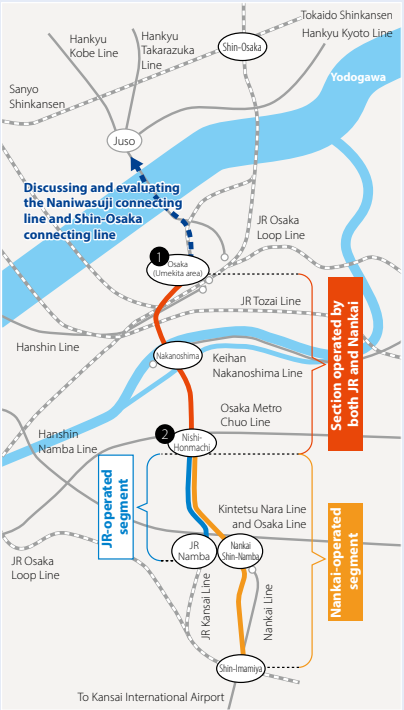 Tokaido Shinkansen
Hankyu Kyoto Line
Hankyu
Kobe Line
Hankyu
Takarazuka
Line
Shin-Osaka
Sanyo
Shinkansen
Yodogawa
Juso
Discussing and evaluating
the Naniwasuji connecting
line and Shin-Osaka
connecting line
JR Osaka
Loop Line
1
Osaka
(Umekita area)
JR Tozai Line
Hanshin Line
Nakanoshima
Keihan
Nakanoshima Line
Section operated by
both JR and Nankai
Osaka Metro
Chuo Line
2
Nishi-
Honmachi
Hanshin
Namba Line
JR-operated
segment
Kintetsu Nara Line
and Osaka Line
Nankai-operated
segment
JR
Namba
Nankai
Shin-Namba
JR Osaka
Loop Line
JR Kansai Line
Nankai Line
Shin-Imamiya
To Kansai International Airport